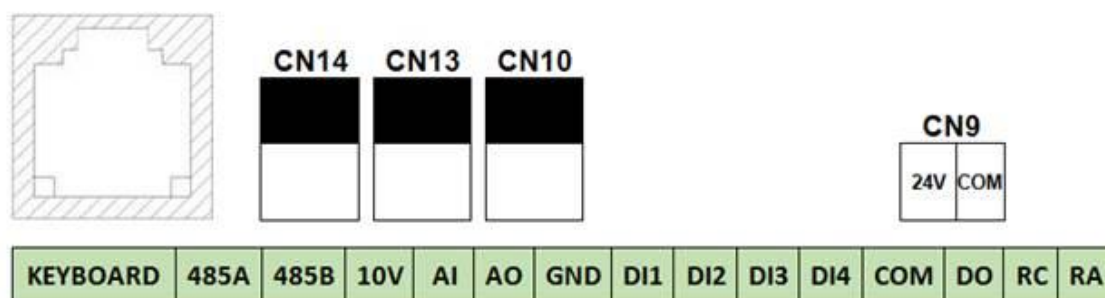 CN14 CN13 CN10
CN9
24V COM
KEYBOARD 485A 485B 10V AI AO GND DI1 DI2 DI3 DI4 COM DO RC RA